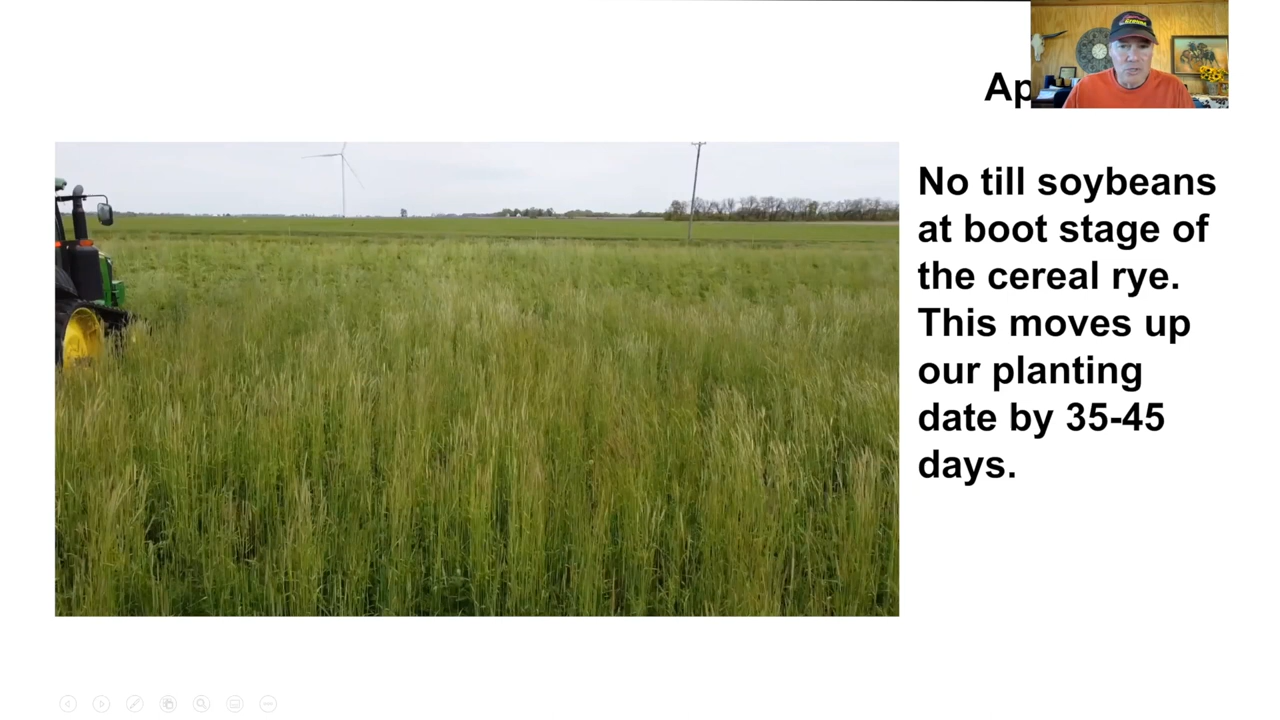 No till soybeans
at boot stage of
the cereal rye.
This moves up
our planting
date by 35-45
days.